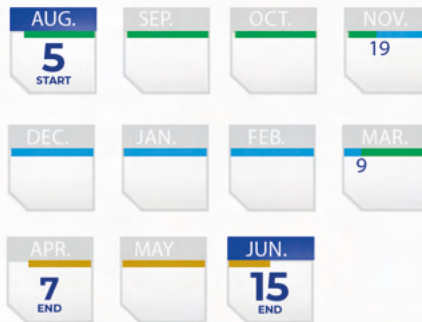 AUG.
5
START
SEP.
OCT.
NOV.
19
DEC.
JAN.
FEB.
MAR.
9
APR.
7
END
MAY
JUN.
15
END